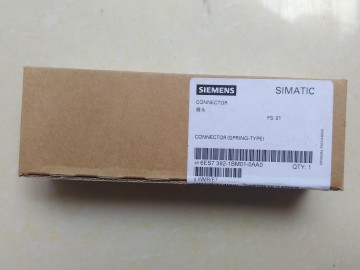 SIEMENS SIMATIC
CONNECTOR
FS: 01
CONNECTOR (SPRING-TYPE)
6ES7 392-1BM01-0AA0 QTY: 1